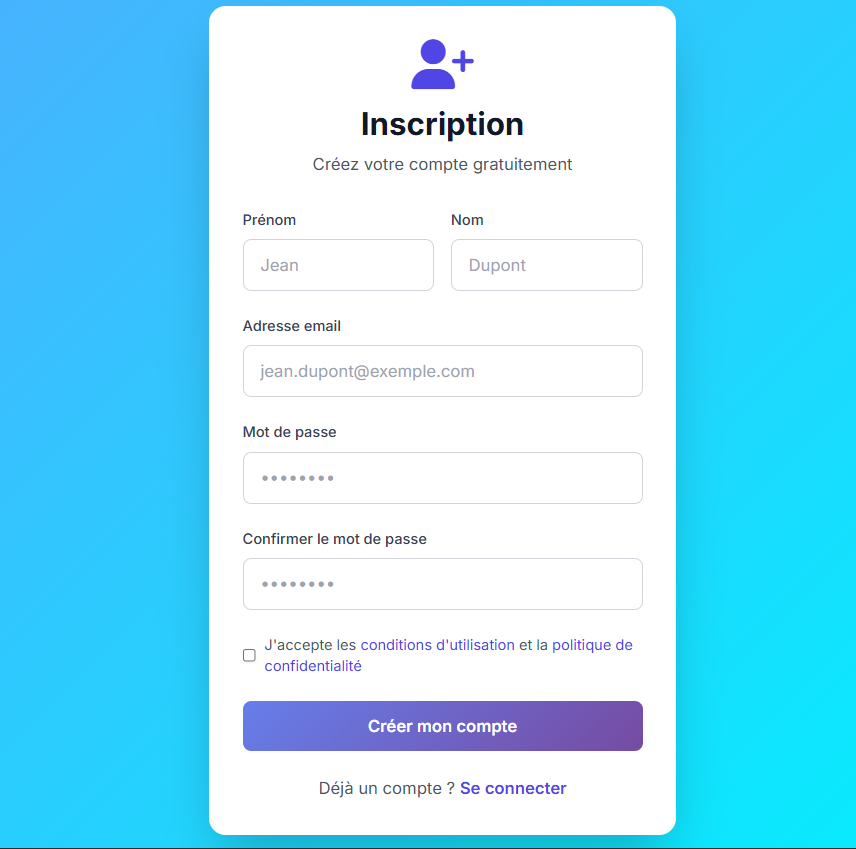 Inscription
Créez votre compte gratuitement
Prénom
Nom
Jean
Dupont
Adresse email
jean.dupont@exemple.com
Mot de passe
••••••••
Confirmer le mot de passe
••••••••
J'accepte les conditions d'utilisation et la politique de
confidentialité
Créer mon compte
Déjà un compte ? Se connecter